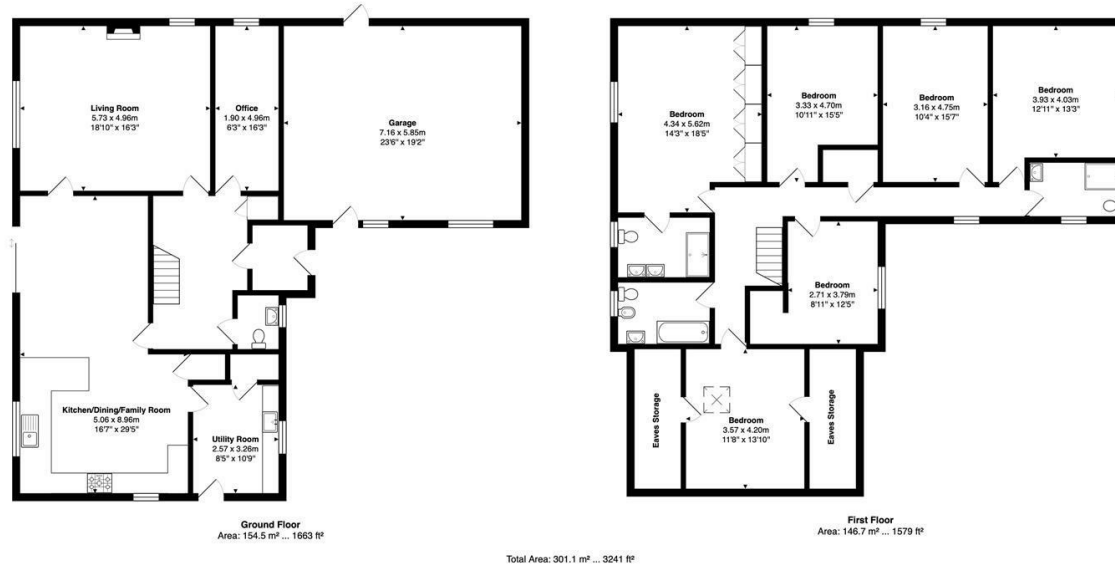 Living Room
5.73 x 4.96m
18'10" x 16'3"
Office
1.90 x 4.96m
6'3" x 16'3"
Garage
7.16 x 5.85m
23'6" x 19'2"
Kitchen/Dining/Family Room
5.06 x 8.96m
16'7" x 29'5"
Utility Room
2.57 x 3.26m
8'5" x 10'9"
Ground Floor
Area: 154.5 m² ... 1663 ft²
Bedroom
4.34 x 5.62m
14'3" x 18'5"
Bedroom
3.33 x 4.70m
10'11" x 15'5"
Bedroom
3.16 x 4.75m
10'4" x 15'7"
Bedroom
3.93 x 4.03m
12'11" x 13'3"
Bedroom
2.71 x 3.79m
8'11" x 12'5"
Eaves Storage
Bedroom
3.57 x 4.20m
11'8" x 13'10"
Eaves Storage
First Floor
Area: 146.7 m² ... 1579 ft²
Total Area: 301.1 m² ... 3241 ft²